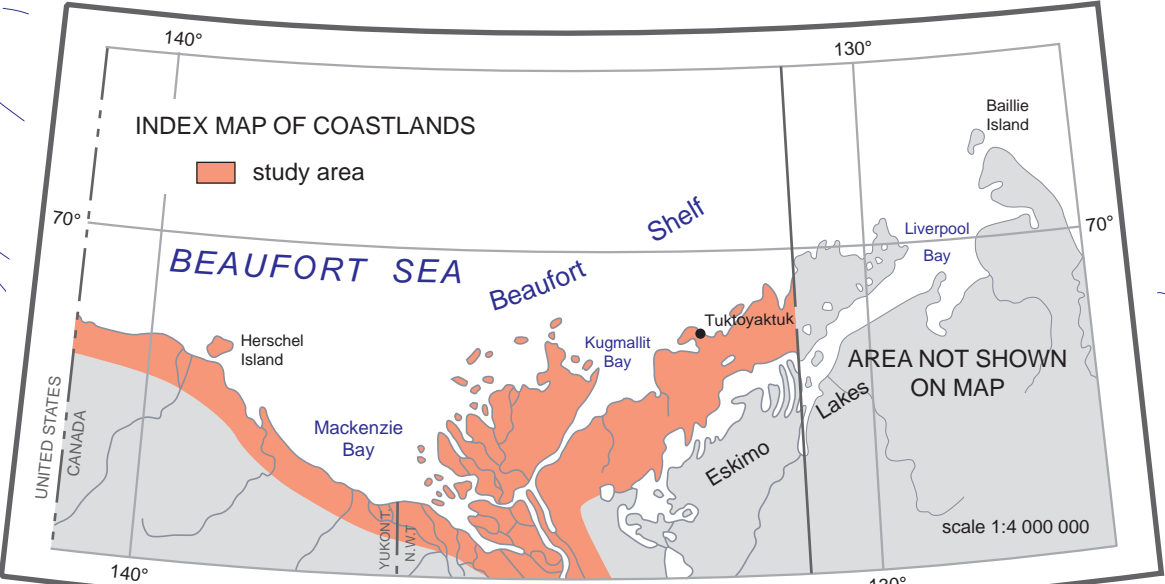 140°
130°
Baillie
Island
INDEX MAP OF COASTLANDS
study area
70°
Shelf
Liverpool
Bay
70°
BEAUFORT SEA
Beaufort
Tuktoyaktuk
Herschel
Island
Kugmallit
Bay
AREA NOT SHOWN
ON MAP
UNITED STATES
CANADA
Mackenzie
Bay
Eskimo
Lakes
YUKON T.
N.W.T
scale 1:4 000 000
140°
130°